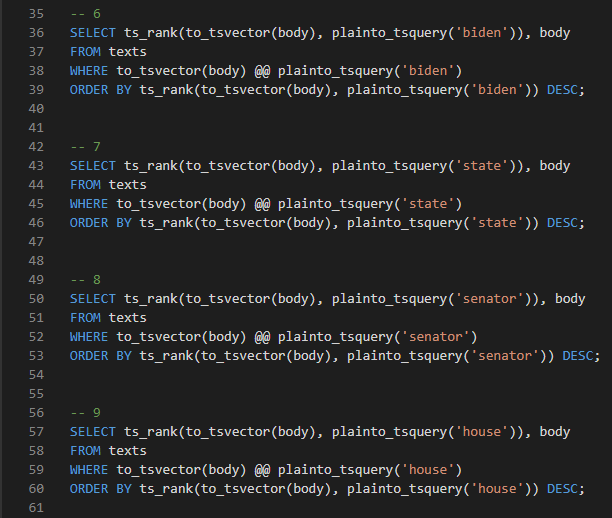 35 -- 6
36 SELECT ts_rank(to_tsvector(body), plainto_tsquery('biden')), body
37 FROM texts
38 WHERE to_tsvector(body) @@ plainto_tsquery('biden')
39 ORDER BY ts_rank(to_tsvector(body), plainto_tsquery('biden')) DESC;
40
41
42 -- 7
43 SELECT ts_rank(to_tsvector(body), plainto_tsquery('state')), body
44 FROM texts
45 WHERE to_tsvector(body) @@ plainto_tsquery('state')
46 ORDER BY ts_rank(to_tsvector(body), plainto_tsquery('state')) DESC;
47
48
49 -- 8
50 SELECT ts_rank(to_tsvector(body), plainto_tsquery('senator')), body
51 FROM texts
52 WHERE to_tsvector(body) @@ plainto_tsquery('senator')
53 ORDER BY ts_rank(to_tsvector(body), plainto_tsquery('senator')) DESC;
54
55
56 -- 9
57 SELECT ts_rank(to_tsvector(body), plainto_tsquery('house')), body
58 FROM texts
59 WHERE to_tsvector(body) @@ plainto_tsquery('house')
60 ORDER BY ts_rank(to_tsvector(body), plainto_tsquery('house')) DESC;
61